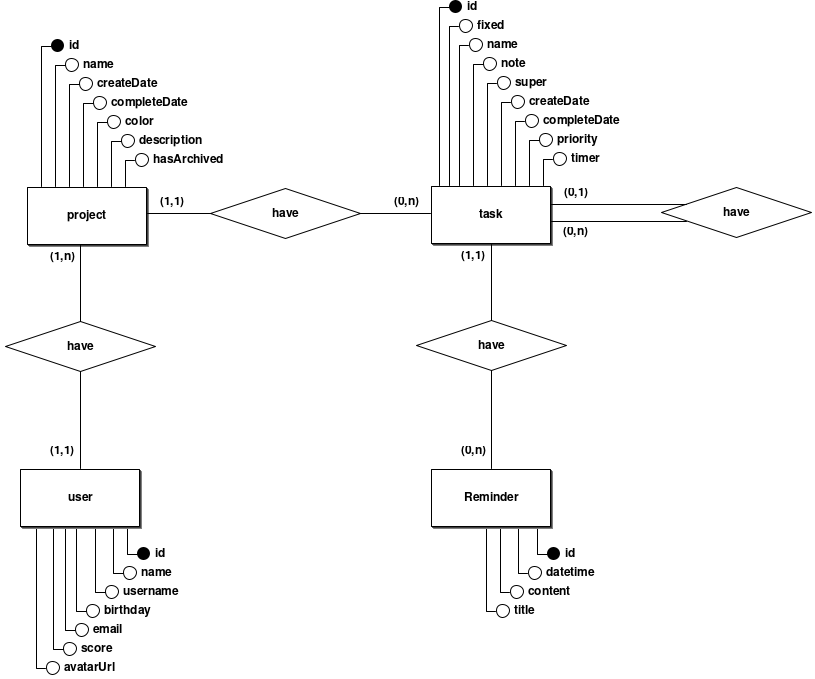 id
name
createDate
completeDate
color
description
hasArchived
project
(1,1)
have
(0,n)
id
fixed
name
note
super
createDate
completeDate
priority
timer
task
(0,1)
(0,n)
have
(1,n)
have
(1,1)
user
id
name
username
birthday
email
score
avatarUrl
(1,1)
have
(0,n)
Reminder
id
datetime
content
title